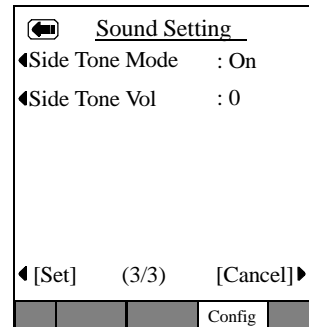 Sound Setting
Side Tone Mode : On
Side Tone Vol : 0
[Set] (3/3) [Cancel]
Config